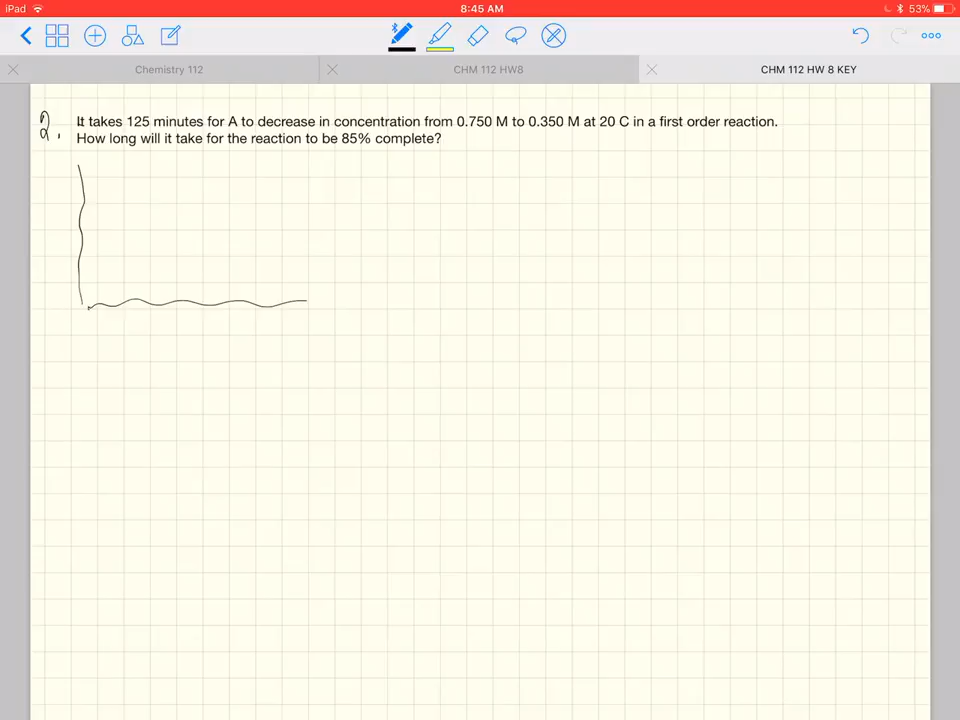 iPad
8:45 AM
53%
Chemistry 112
CHM 112 HW8
CHM 112 HW 8 KEY
2. It takes 125 minutes for A to decrease in concentration from 0.750 M to 0.350 M at 20 C in a first order reaction.
How long will it take for the reaction to be 85% complete?